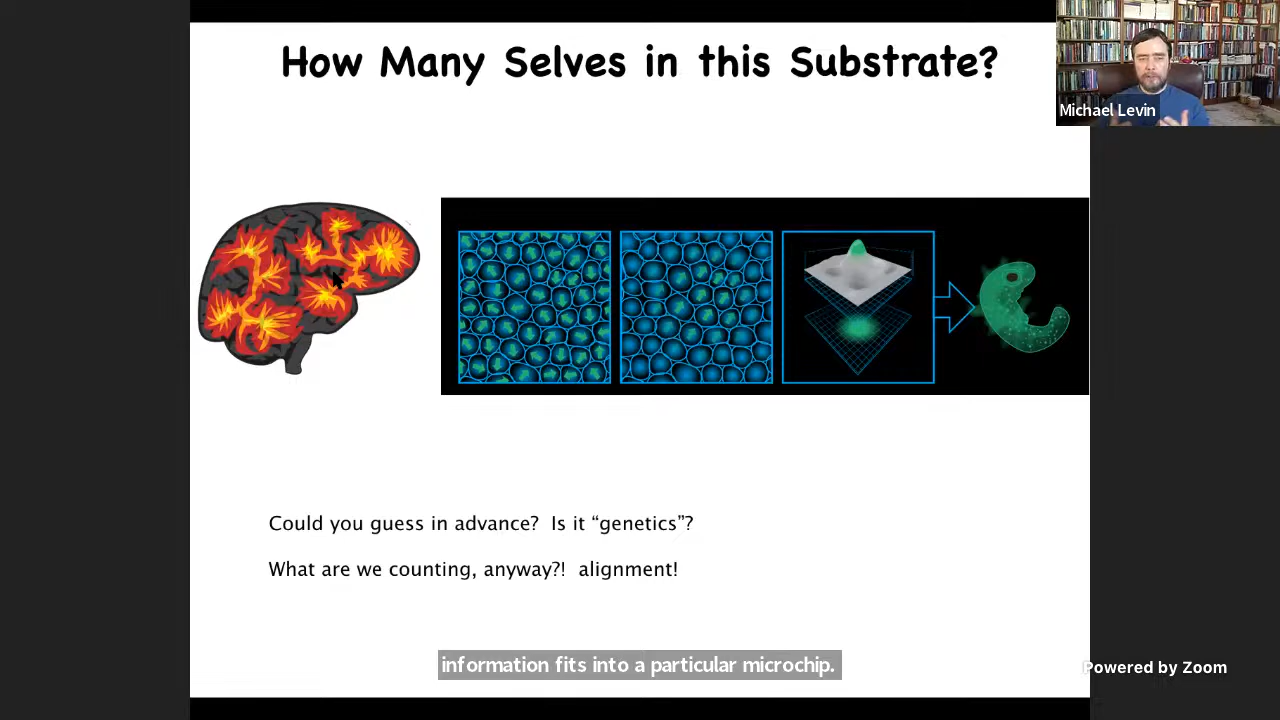 How Many Selves in this Substrate?
Michael Levin
Could you guess in advance?  Is it “genetics”?
What are we counting, anyway?!  alignment!
information fits into a particular microchip.
Powered by Zoom